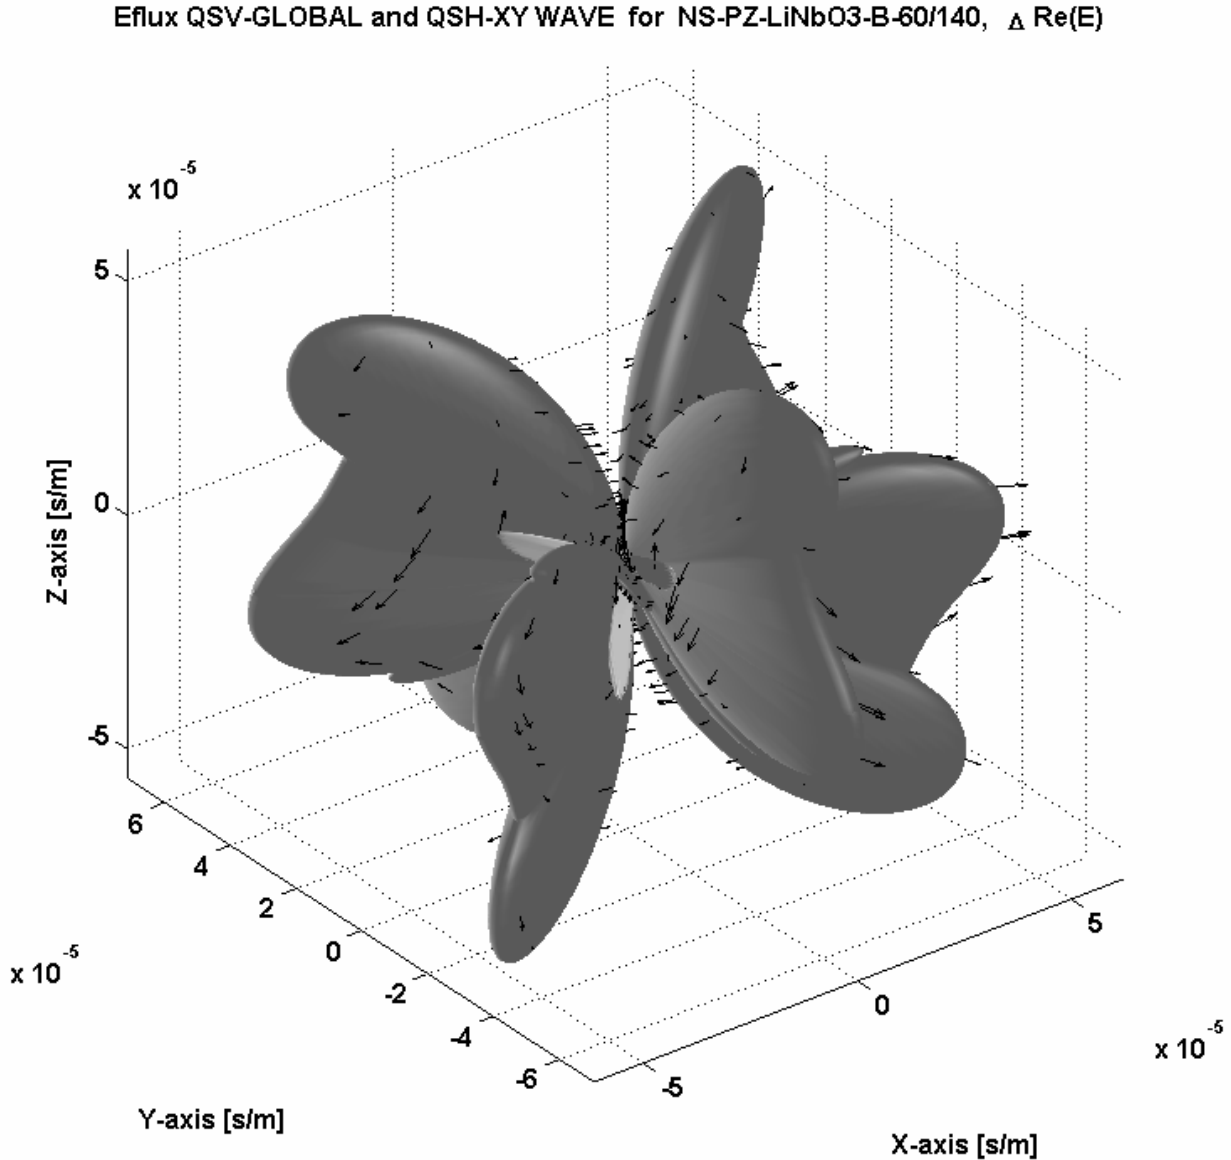 Eflux QSV-GLOBAL and QSH-XY WAVE for NS-PZ-LiNbO3-B-60/140, Δ Re(E)
x 10^-5
5
0
-5
Z-axis [s/m]
6
4
2
0
-2
-4
-6
x 10^-5
Y-axis [s/m]
5
0
-5
x 10^-5
X-axis [s/m]